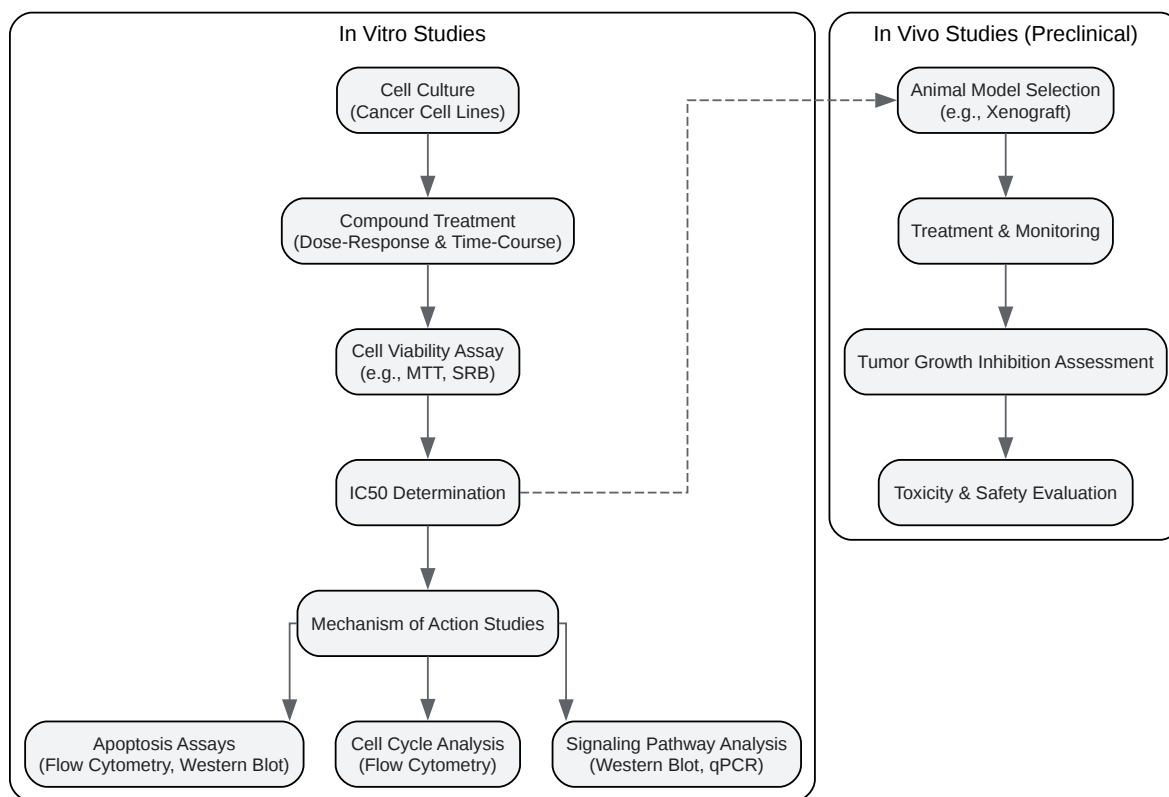 In Vitro Studies
Cell Culture
(Cancer Cell Lines)
Compound Treatment
(Dose-Response & Time-Course)
Cell Viability Assay
(e.g., MTT, SRB)
IC50 Determination
Mechanism of Action Studies
Apoptosis Assays
(Flow Cytometry, Western Blot)
Cell Cycle Analysis
(Flow Cytometry)
Signaling Pathway Analysis
(Western Blot, qPCR)
In Vivo Studies (Preclinical)
Animal Model Selection
(e.g., Xenograft)
Treatment & Monitoring
Tumor Growth Inhibition Assessment
Toxicity & Safety Evaluation